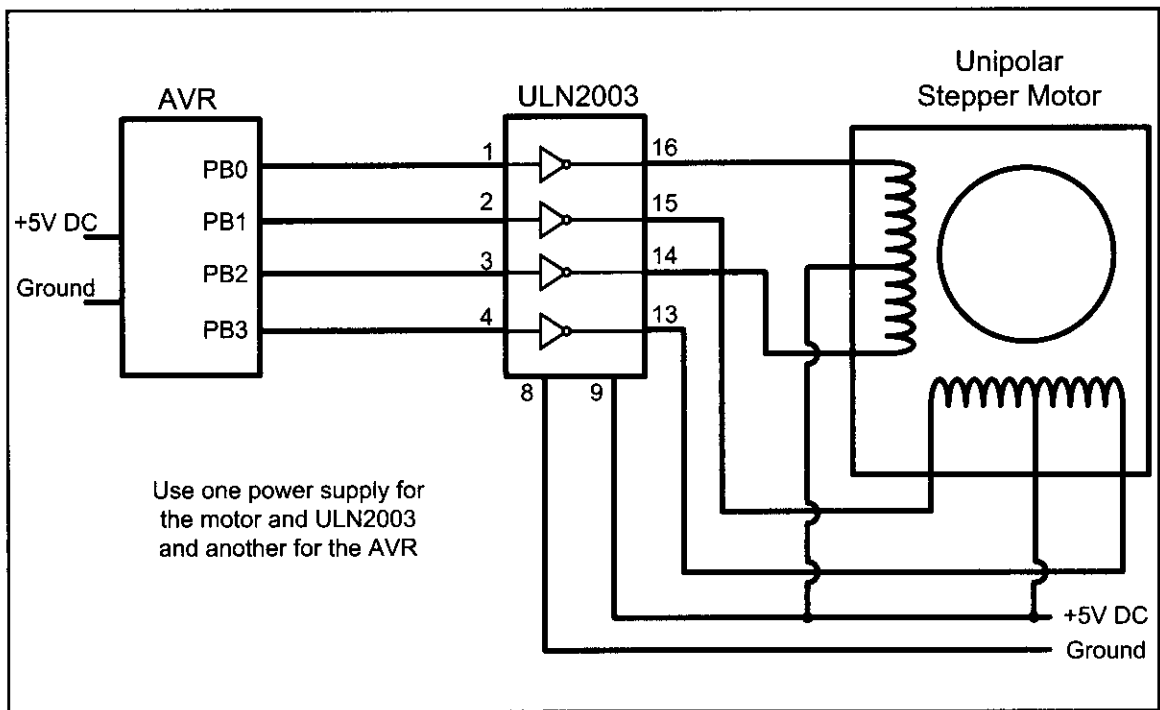 AVR
PB0
PB1
PB2
PB3
+5V DC
Ground
ULN2003
1
2
3
4
16
15
14
13
8
9
Unipolar
Stepper Motor
Use one power supply for
the motor and ULN2003
and another for the AVR
+5V DC
Ground